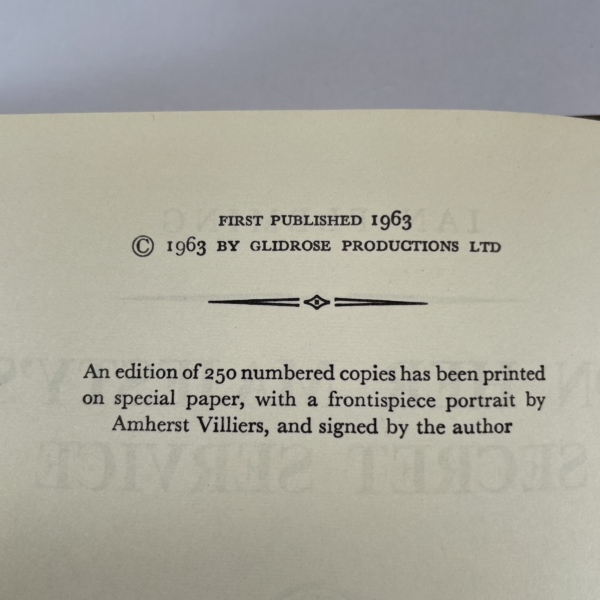 FIRST PUBLISHED 1963
© 1963 BY GLIDROSE PRODUCTIONS LTD
An edition of 250 numbered copies has been printed
on special paper, with a frontispiece portrait by
Amherst Villiers, and signed by the author